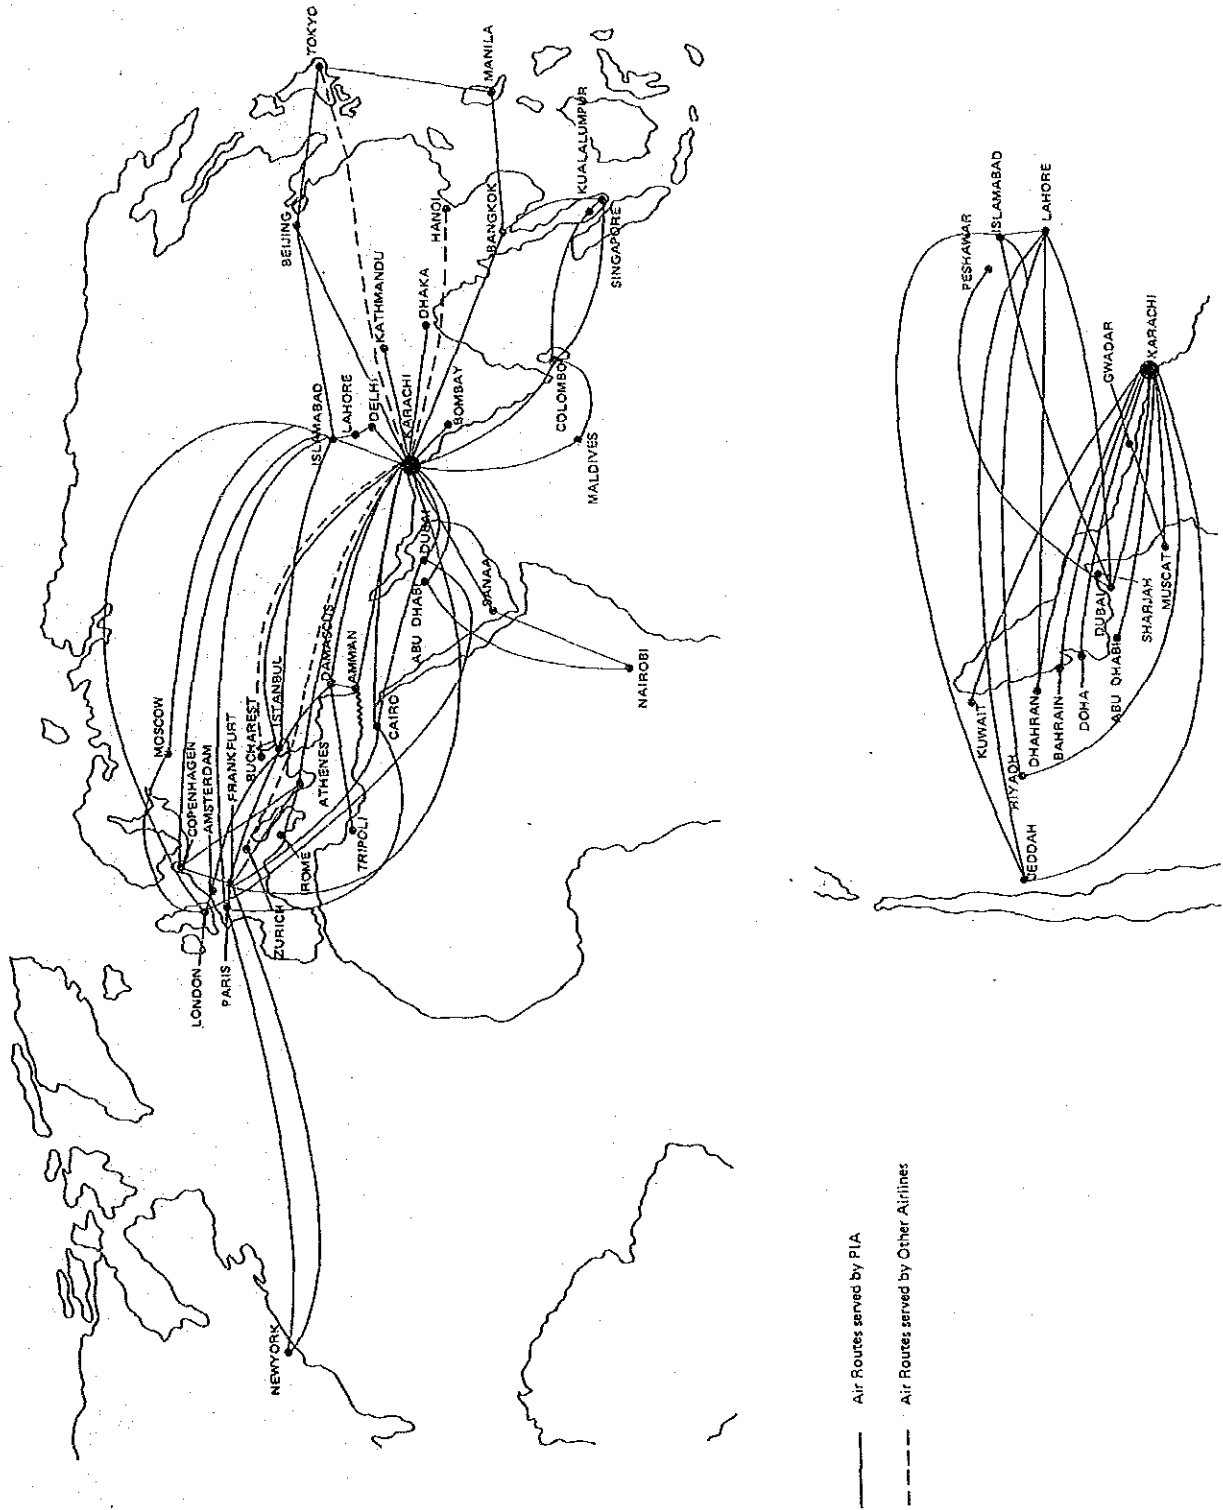 NEWYORK
LONDON
PARIS
ZURICH
MOSCOW
COPENHAGEN
AMSTERDAM
FRANKFURT
BUCHAREST
ISTANBUL
ATHENES
ROME
TRIPOLI
DAMASCUS
AMMAN
CAIRO
ABU DHABI
DUBAI
SANAA
NAIROBI
ISLAMABAD
LAHORE
DELHI
KARACHI
BOMBAY
MALDIVES
COLOMBO
KATHMANDU
DHAKA
BEIJING
HANOI
BANGKOK
SINGAPORE
KUALALUMPUR
TOKYO
MANILA
JEDDAH
RIYADH
KUWAIT
DHAHRAN
BAHRAIN
DOHA
ABU DHABI
DUBAI
SHARJAH
MUSCAT
GWADAR
KARACHI
PESHAWAR
ISLAMABAD
LAHORE
Air Routes served by PIA
Air Routes served by Other Airlines